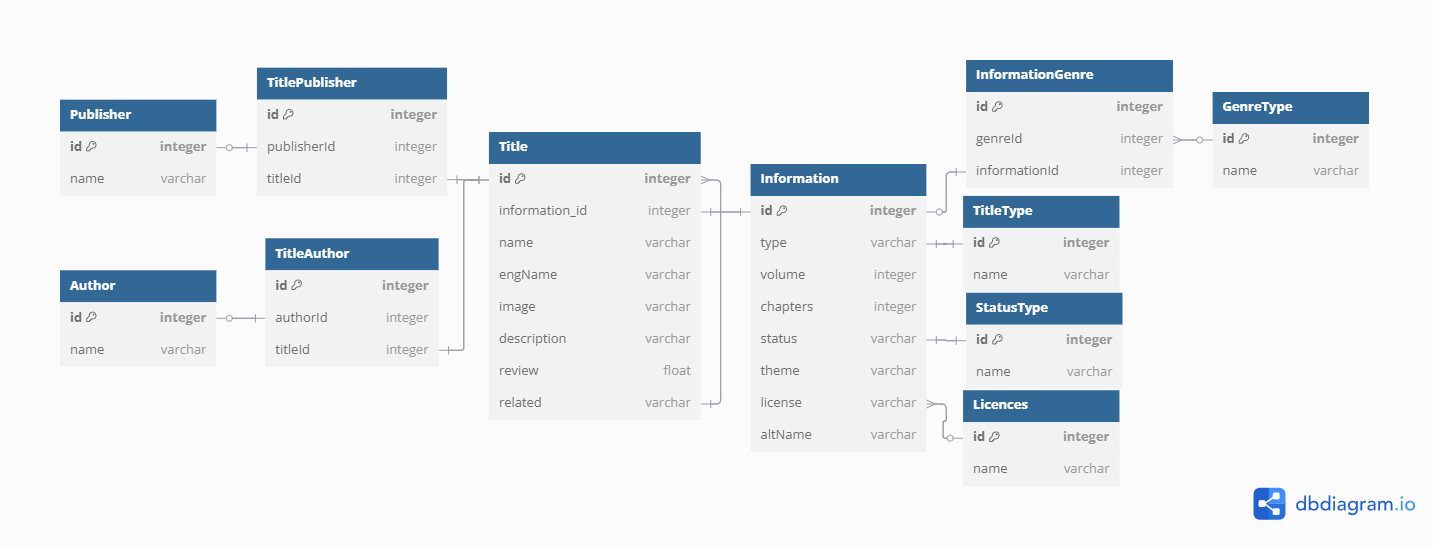 Publisher
id integer
name varchar
TitlePublisher
id integer
publisherId integer
titleId integer
Author
id integer
name varchar
TitleAuthor
id integer
authorId integer
titleId integer
Title
id integer
information_id integer
name varchar
engName varchar
image varchar
description varchar
review float
related varchar
Information
id integer
type varchar
volume integer
chapters integer
status varchar
theme varchar
license varchar
altName varchar
InformationGenre
id integer
genreId integer
informationId integer
GenreType
id integer
name varchar
TitleType
id integer
name varchar
StatusType
id integer
name varchar
Licences
id integer
name varchar
dbdiagram.io